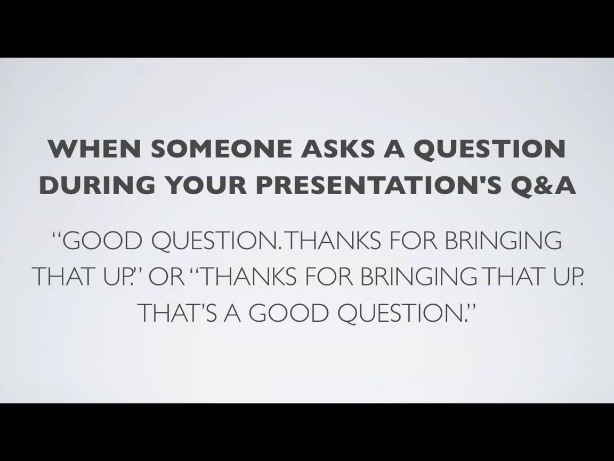 WHEN SOMEONE ASKS A QUESTION
DURING YOUR PRESENTATION'S Q&A
“GOOD QUESTION. THANKS FOR BRINGING
THAT UP.” OR “THANKS FOR BRINGING THAT UP.
THAT’S A GOOD QUESTION.”